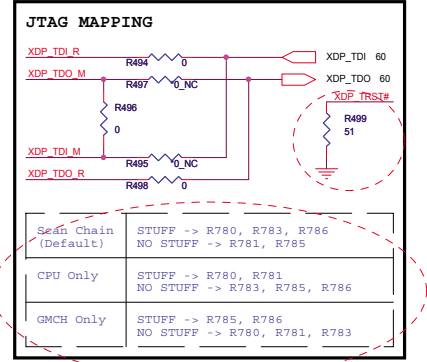 JTAG MAPPING
XDP_TDI_R
R494 0
XDP_TDI 60
XDP_TDO_M
R497 0_NC
XDP_TDO 60
XDP_TRST#
R496
0
R499
51
XDP_TDI_M
R495 0_NC
XDP_TDO_R
R498 0
Scan Chain STUFF -> R780, R783, R786
(Default) NO STUFF -> R781, R785
CPU Only STUFF -> R780, R781
NO STUFF -> R783, R785, R786
GMCH Only STUFF -> R785, R786
NO STUFF -> R780, R781, R783